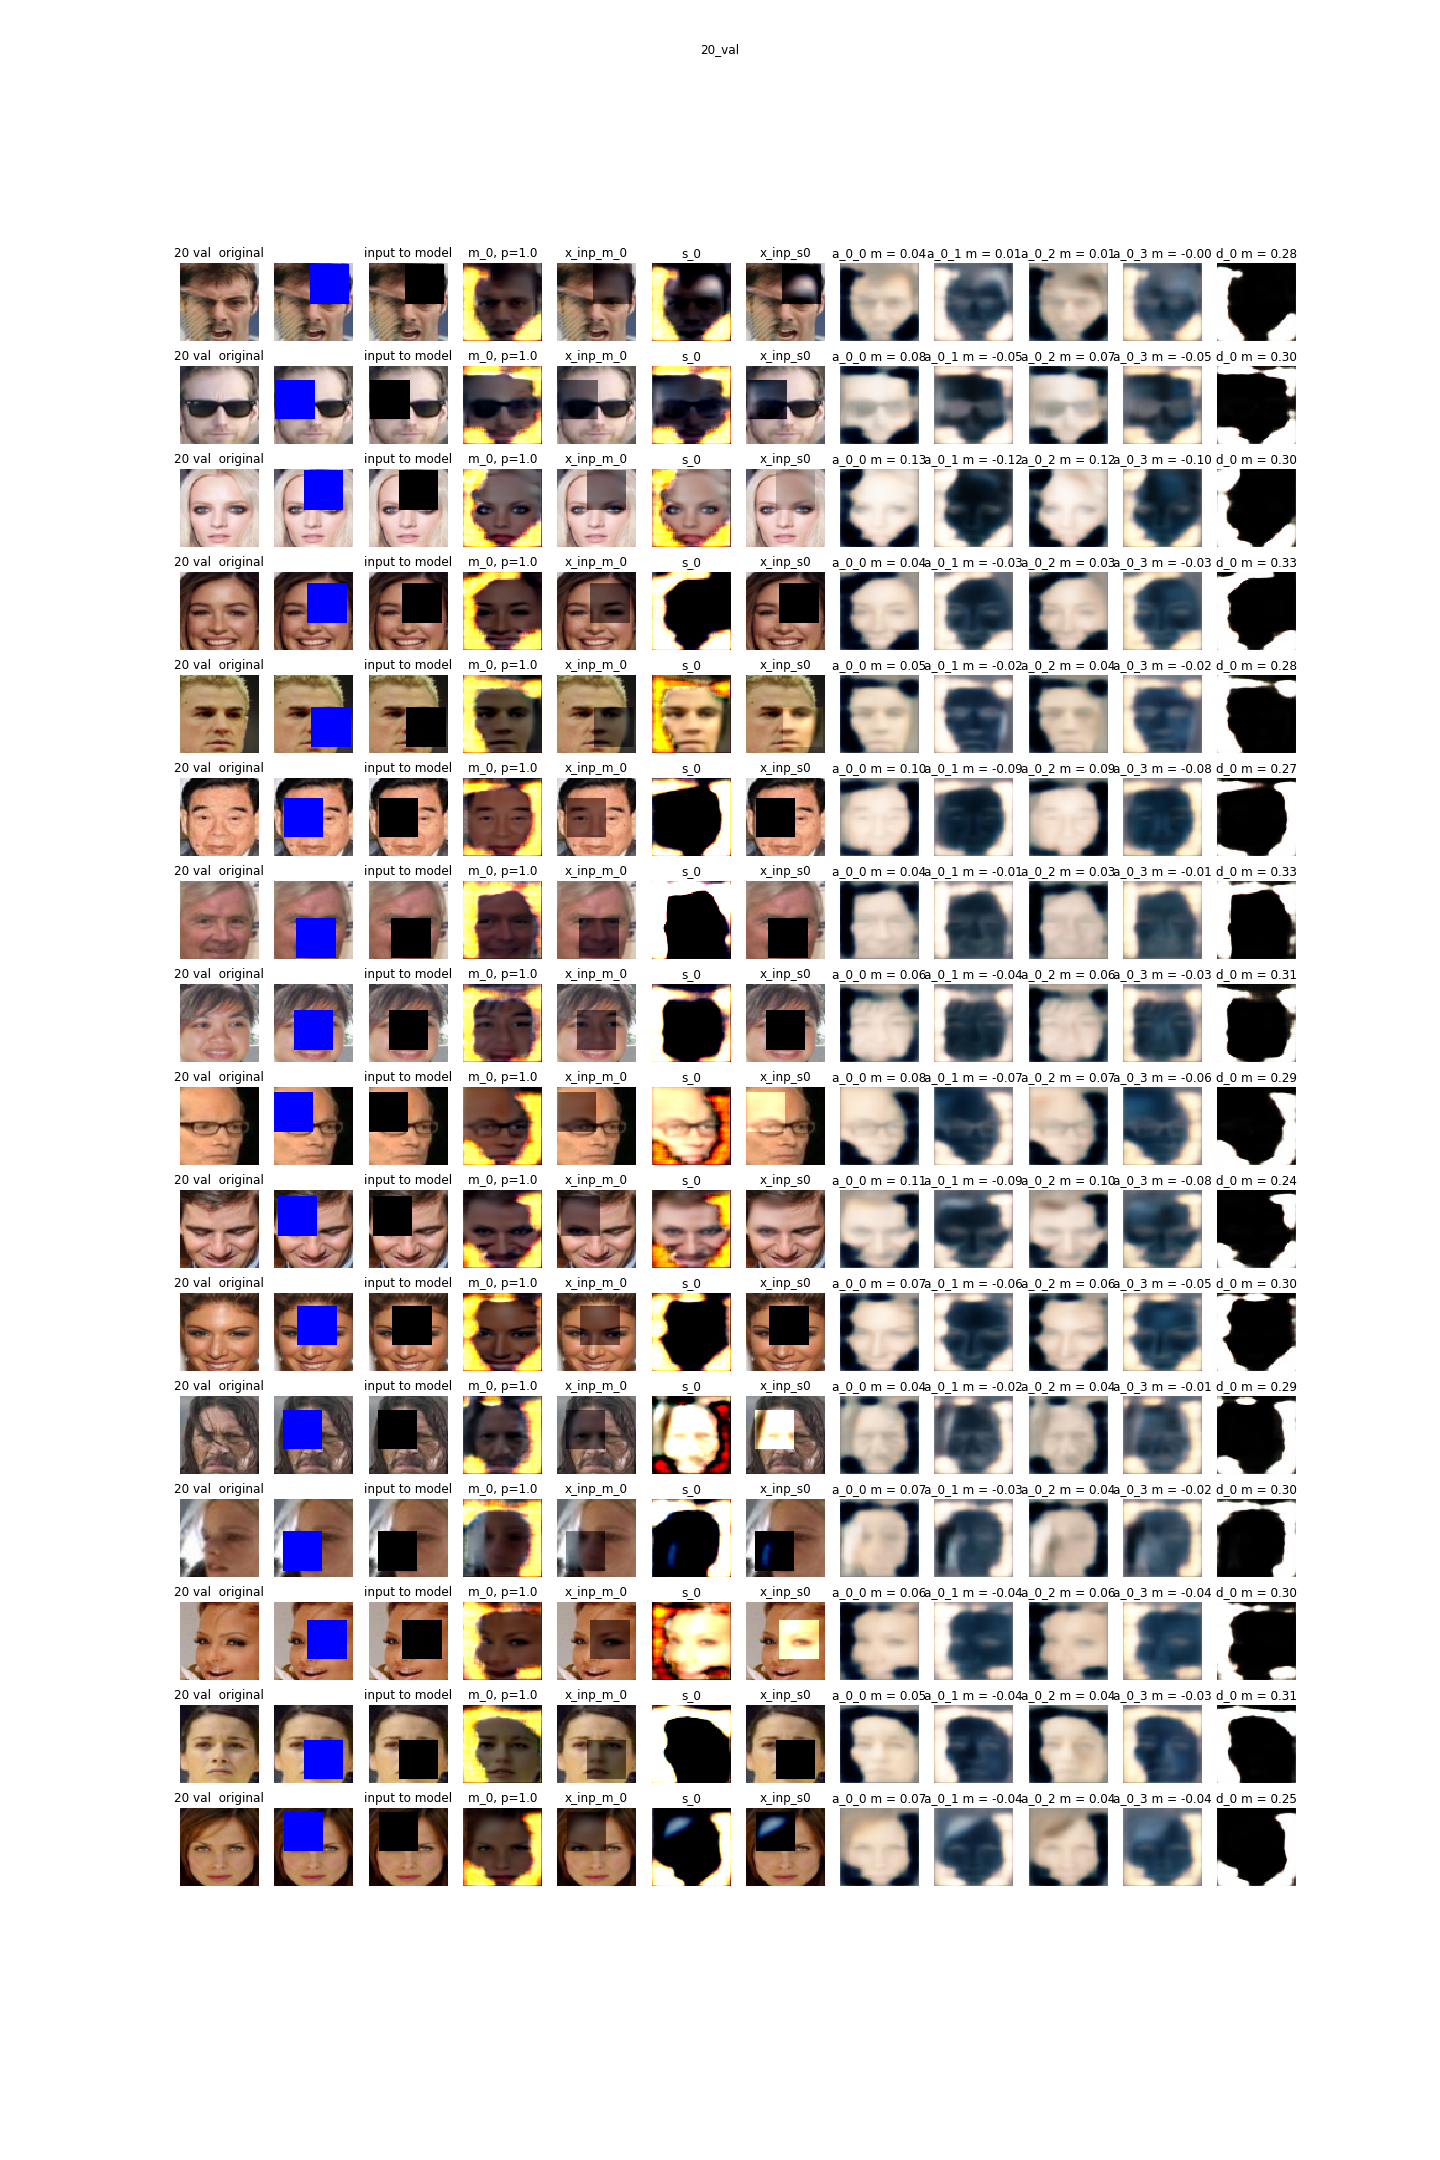 20_val
20 val original input to model m_0, p=1.0 x_inp_m_0 s_0 x_inp_s0 a_0_0 m = 0.04 a_0_1 m = 0.01 a_0_2 m = 0.01 a_0_3 m = -0.00 d_0 m = 0.28
20 val original input to model m_0, p=1.0 x_inp_m_0 s_0 x_inp_s0 a_0_0 m = 0.08 a_0_1 m = -0.05 a_0_2 m = 0.07 a_0_3 m = -0.05 d_0 m = 0.30
20 val original input to model m_0, p=1.0 x_inp_m_0 s_0 x_inp_s0 a_0_0 m = 0.13 a_0_1 m = -0.12 a_0_2 m = 0.12 a_0_3 m = -0.10 d_0 m = 0.30
20 val original input to model m_0, p=1.0 x_inp_m_0 s_0 x_inp_s0 a_0_0 m = 0.04 a_0_1 m = -0.03 a_0_2 m = 0.03 a_0_3 m = -0.03 d_0 m = 0.33
20 val original input to model m_0, p=1.0 x_inp_m_0 s_0 x_inp_s0 a_0_0 m = 0.05 a_0_1 m = -0.02 a_0_2 m = 0.04 a_0_3 m = -0.02 d_0 m = 0.28
20 val original input to model m_0, p=1.0 x_inp_m_0 s_0 x_inp_s0 a_0_0 m = 0.10 a_0_1 m = -0.09 a_0_2 m = 0.09 a_0_3 m = -0.08 d_0 m = 0.27
20 val original input to model m_0, p=1.0 x_inp_m_0 s_0 x_inp_s0 a_0_0 m = 0.04 a_0_1 m = -0.01 a_0_2 m = 0.03 a_0_3 m = -0.01 d_0 m = 0.33
20 val original input to model m_0, p=1.0 x_inp_m_0 s_0 x_inp_s0 a_0_0 m = 0.06 a_0_1 m = -0.04 a_0_2 m = 0.06 a_0_3 m = -0.03 d_0 m = 0.31
20 val original input to model m_0, p=1.0 x_inp_m_0 s_0 x_inp_s0 a_0_0 m = 0.08 a_0_1 m = -0.07 a_0_2 m = 0.07 a_0_3 m = -0.06 d_0 m = 0.29
20 val original input to model m_0, p=1.0 x_inp_m_0 s_0 x_inp_s0 a_0_0 m = 0.11 a_0_1 m = -0.09 a_0_2 m = 0.10 a_0_3 m = -0.08 d_0 m = 0.24
20 val original input to model m_0, p=1.0 x_inp_m_0 s_0 x_inp_s0 a_0_0 m = 0.07 a_0_1 m = -0.06 a_0_2 m = 0.06 a_0_3 m = -0.05 d_0 m = 0.30
20 val original input to model m_0, p=1.0 x_inp_m_0 s_0 x_inp_s0 a_0_0 m = 0.04 a_0_1 m = -0.02 a_0_2 m = 0.04 a_0_3 m = -0.01 d_0 m = 0.29
20 val original input to model m_0, p=1.0 x_inp_m_0 s_0 x_inp_s0 a_0_0 m = 0.07 a_0_1 m = -0.03 a_0_2 m = 0.04 a_0_3 m = -0.02 d_0 m = 0.30
20 val original input to model m_0, p=1.0 x_inp_m_0 s_0 x_inp_s0 a_0_0 m = 0.06 a_0_1 m = -0.04 a_0_2 m = 0.06 a_0_3 m = -0.04 d_0 m = 0.30
20 val original input to model m_0, p=1.0 x_inp_m_0 s_0 x_inp_s0 a_0_0 m = 0.05 a_0_1 m = -0.04 a_0_2 m = 0.04 a_0_3 m = -0.03 d_0 m = 0.31
20 val original input to model m_0, p=1.0 x_inp_m_0 s_0 x_inp_s0 a_0_0 m = 0.07 a_0_1 m = -0.04 a_0_2 m = 0.04 a_0_3 m = -0.04 d_0 m = 0.25